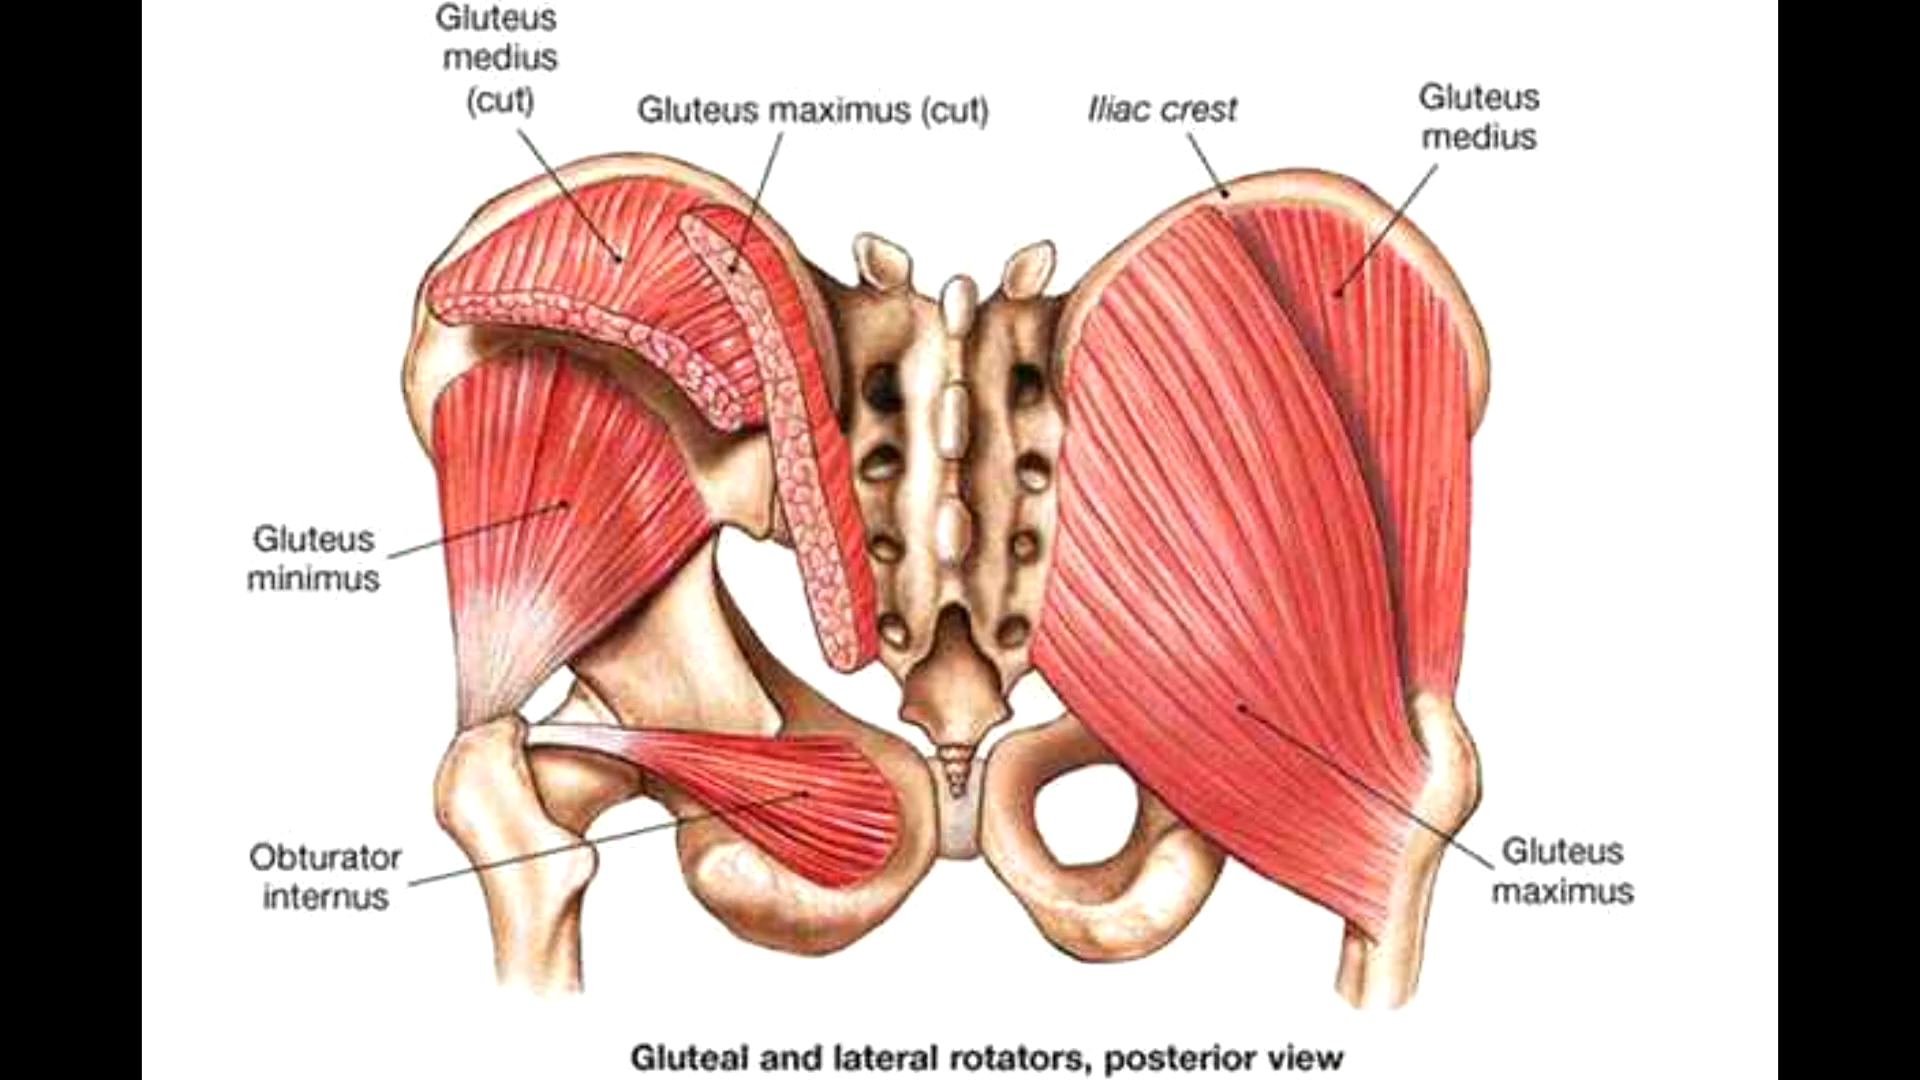 Gluteus
medius
(cut)
Gluteus maximus (cut)
Iliac crest
Gluteus
medius
Gluteus
minimus
Obturator
internus
Gluteus
maximus
Gluteal and lateral rotators, posterior view